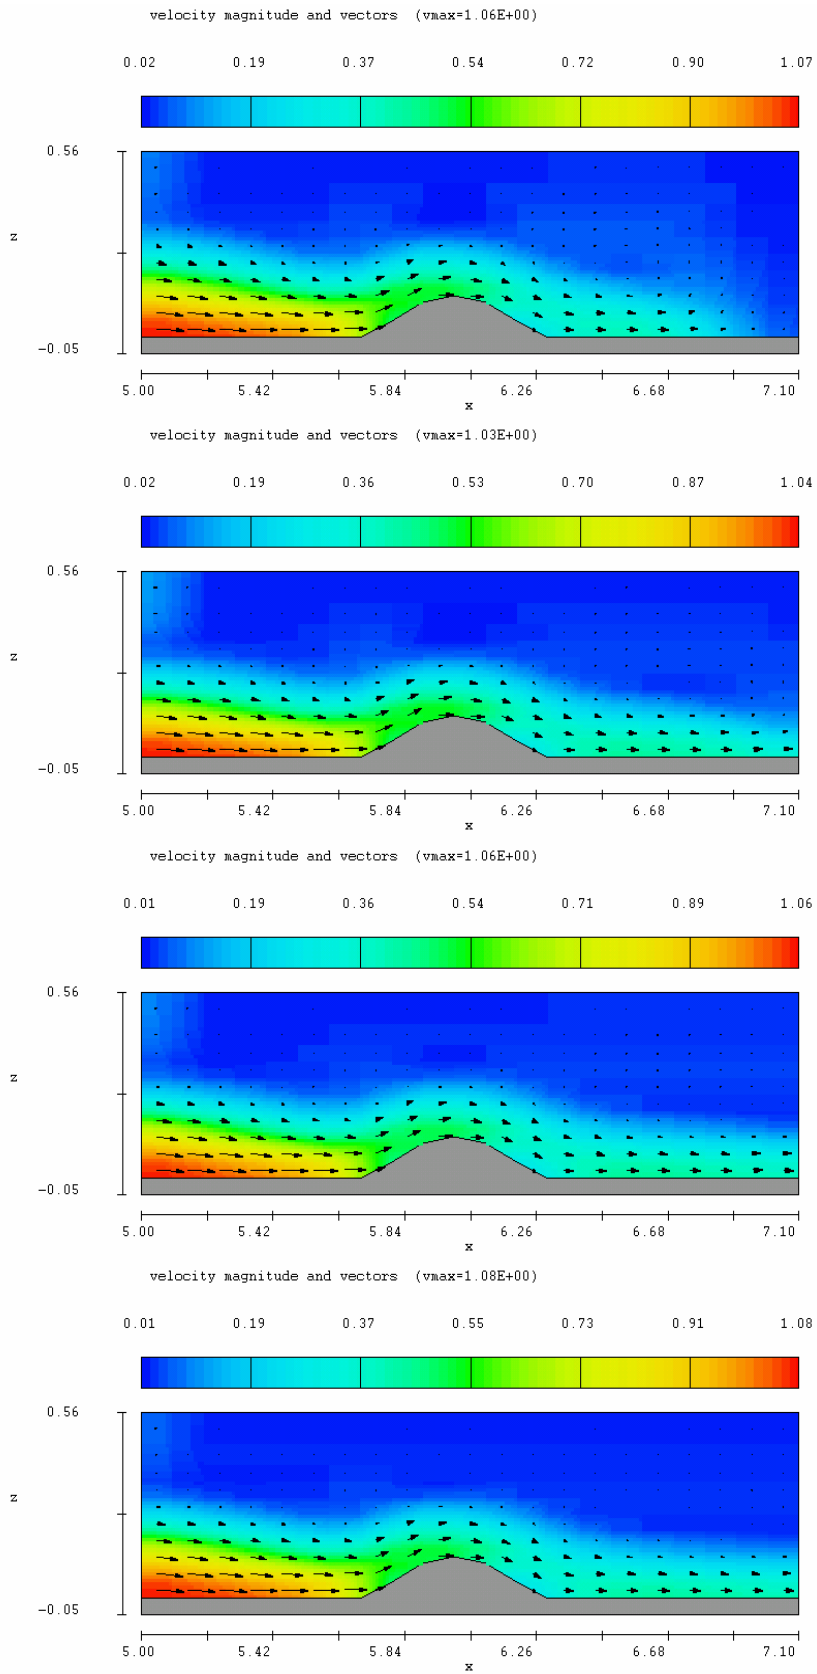 velocity magnitude and vectors (vmax=1.06E+00)
0.02 0.19 0.37 0.54 0.72 0.90 1.07
0.56
z
-0.05
5.00 5.42 5.84 6.26 6.68 7.10
x
velocity magnitude and vectors (vmax=1.03E+00)
0.02 0.19 0.36 0.53 0.70 0.87 1.04
0.56
z
-0.05
5.00 5.42 5.84 6.26 6.68 7.10
x
velocity magnitude and vectors (vmax=1.06E+00)
0.01 0.19 0.36 0.54 0.71 0.89 1.06
0.56
z
-0.05
5.00 5.42 5.84 6.26 6.68 7.10
x
velocity magnitude and vectors (vmax=1.08E+00)
0.01 0.19 0.37 0.55 0.73 0.91 1.08
0.56
z
-0.05
5.00 5.42 5.84 6.26 6.68 7.10
x